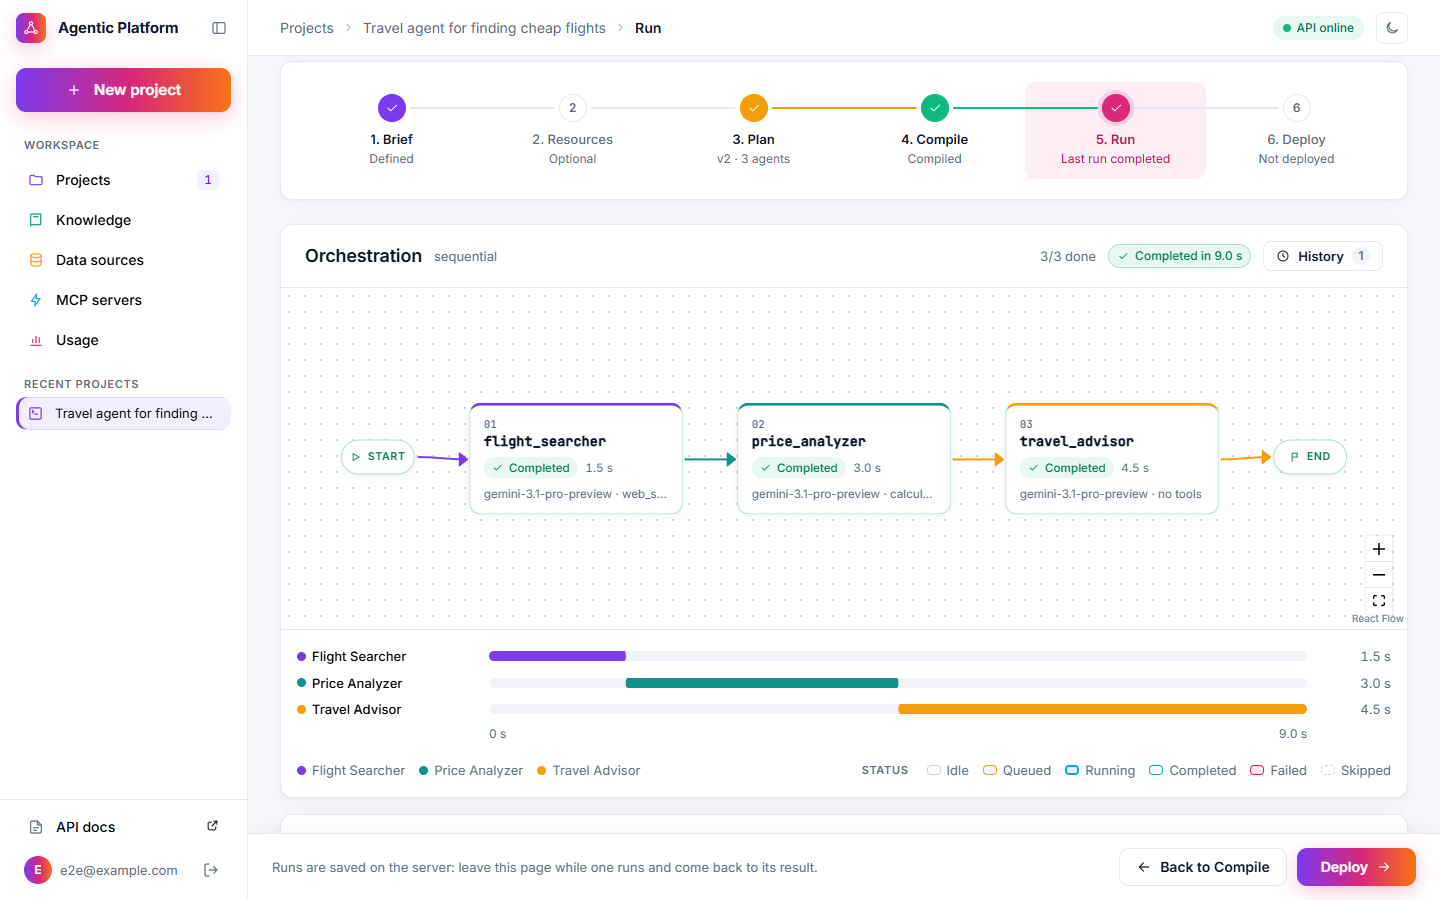 Agentic Platform
New project
WORKSPACE
Projects 1
Knowledge
Data sources
MCP servers
Usage
RECENT PROJECTS
Travel agent for finding ...
API docs
E e2e@example.com
Projects > Travel agent for finding cheap flights > Run
API online
2 6
1. Brief 2. Resources 3. Plan 4. Compile 5. Run 6. Deploy
Defined Optional v2 · 3 agents Compiled Last run completed Not deployed
Orchestration sequential 3/3 done Completed in 9.0 s History 1
START
01
flight_searcher
Completed 1.5 s
gemini-3.1-pro-preview · web_s...
02
price_analyzer
Completed 3.0 s
gemini-3.1-pro-preview · calcul...
03
travel_advisor
Completed 4.5 s
gemini-3.1-pro-preview · no tools
END
React Flow
Flight Searcher 1.5 s
Price Analyzer 3.0 s
Travel Advisor 4.5 s
0 s 9.0 s
Flight Searcher Price Analyzer Travel Advisor STATUS Idle Queued Running Completed Failed Skipped
Runs are saved on the server: leave this page while one runs and come back to its result. Back to Compile Deploy